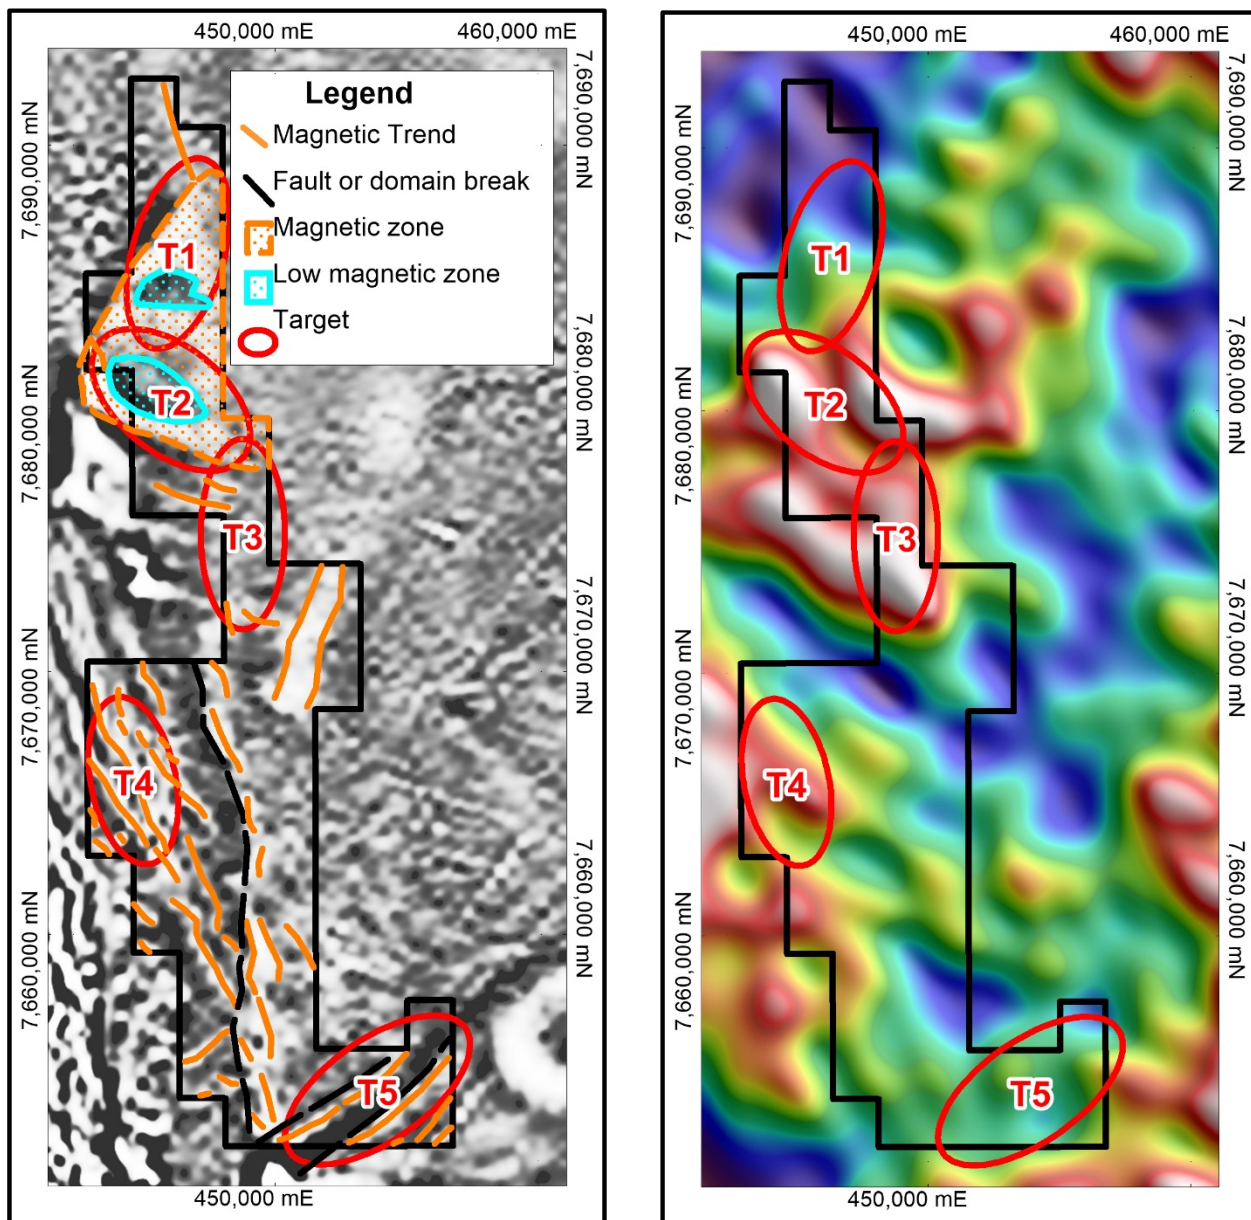 450,000 mE
460,000 mE
7,690,000 mN
7,690,000 mN
Legend
Magnetic Trend
Fault or domain break
Magnetic zone
Low magnetic zone
Target
T1
T2
T3
T4
T5
7,680,000 mN
7,680,000 mN
7,670,000 mN
7,670,000 mN
7,660,000 mN
7,660,000 mN
450,000 mE
450,000 mE
460,000 mE
7,690,000 mN
7,690,000 mN
T1
T2
T3
T4
T5
7,680,000 mN
7,680,000 mN
7,670,000 mN
7,670,000 mN
7,660,000 mN
7,660,000 mN
450,000 mE